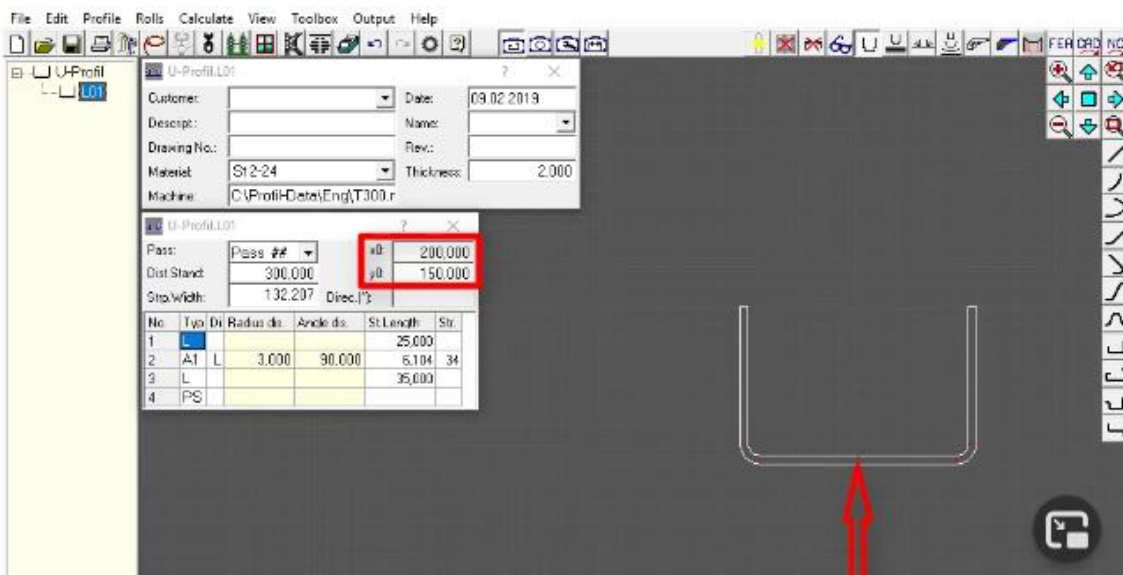 File Edit Profile Rolls Calculate View Toolbox Output Help
FEA CAD NC
U-Profil
L01
U-Profil.L01 ? ×
Customer: Date: 09.02.2019
Descript.: Name:
Drawing No.: Rev.:
Material: St 2-24 Thickness: 2.000
Machine: C:\Profil-Data\Eng\T300.r
U-Profil.L01 ? ×
Pass: Pass ## x0: 200,000
Dist Stand: 300,000 y0: 150,000
Strip.Width: 132.207 Direc.(°):
No Typ Di Radius dis. Angle dis. St.Length Str.
1 L 25,000
2 A1 L 3,000 90,000 6,104 34
3 L 35,000
4 PS